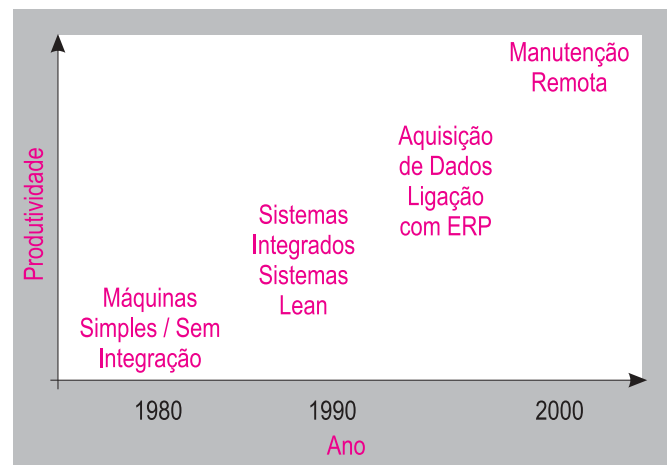 Manutenção
Remota
Aquisição
de Dados
Ligação
com ERP
Sistemas
Integrados
Sistemas
Lean
Máquinas
Simples / Sem
Integração
Produtividade
1980
1990
2000
Ano